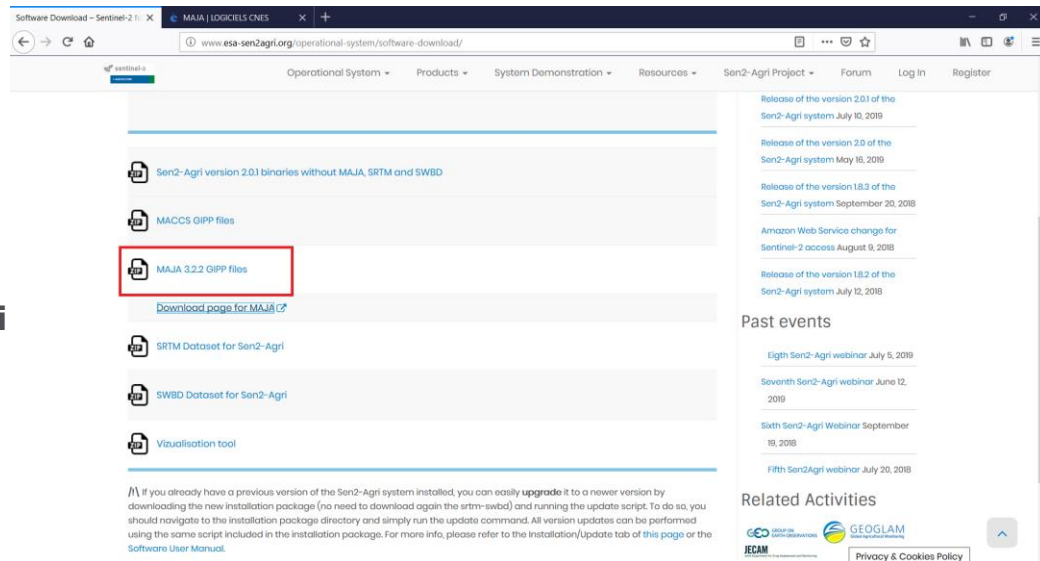 Software Download – Sentinel-2 f
MAJA | LOGICIELS CNES
www.esa-sen2agri.org/operational-system/software-download/
sentinel-2
Operational System Products System Demonstration Resources Sen2-Agri Project Forum Log In Register
Sen2-Agri version 2.0.1 binaries without MAJA, SRTM and SWBD
MACCS GIPP files
MAJA 3.2.2 GIPP files
Download page for MAJA
SRTM Dataset for Sen2-Agri
SWBD Dataset for Sen2-Agri
Vizualisation tool
/!\ If you already have a previous version of the Sen2-Agri system installed, you can easily upgrade it to a newer version by
downloading the new installation package (no need to download again the srtm-swbd) and running the update script. To do so, you
should navigate to the installation package directory and simply run the update command. All version updates can be performed
using the same script included in the installation package. For more info, please refer to the Installation/Update tab of this page or the
Software User Manual.
Release of the version 2.0.1 of the
Sen2-Agri system July 10, 2019
Release of the version 2.0 of the
Sen2-Agri system May 16, 2019
Release of the version 1.8.3 of the
Sen2-Agri system September 20, 2018
Amazon Web Service change for
Sentinel-2 access August 9, 2018
Release of the version 1.8.2 of the
Sen2-Agri system July 12, 2018
Past events
Eigth Sen2-Agri webinar July 5, 2019
Seventh Sen2-Agri webinar June 12,
2019
Sixth Sen2-Agri Webinar September
19, 2018
Fifth Sen2Agri webinar July 20, 2018
Related Activities
GEO GROUP ON EARTH OBSERVATIONS
GEOGLAM
JECAM
Privacy & Cookies Policy